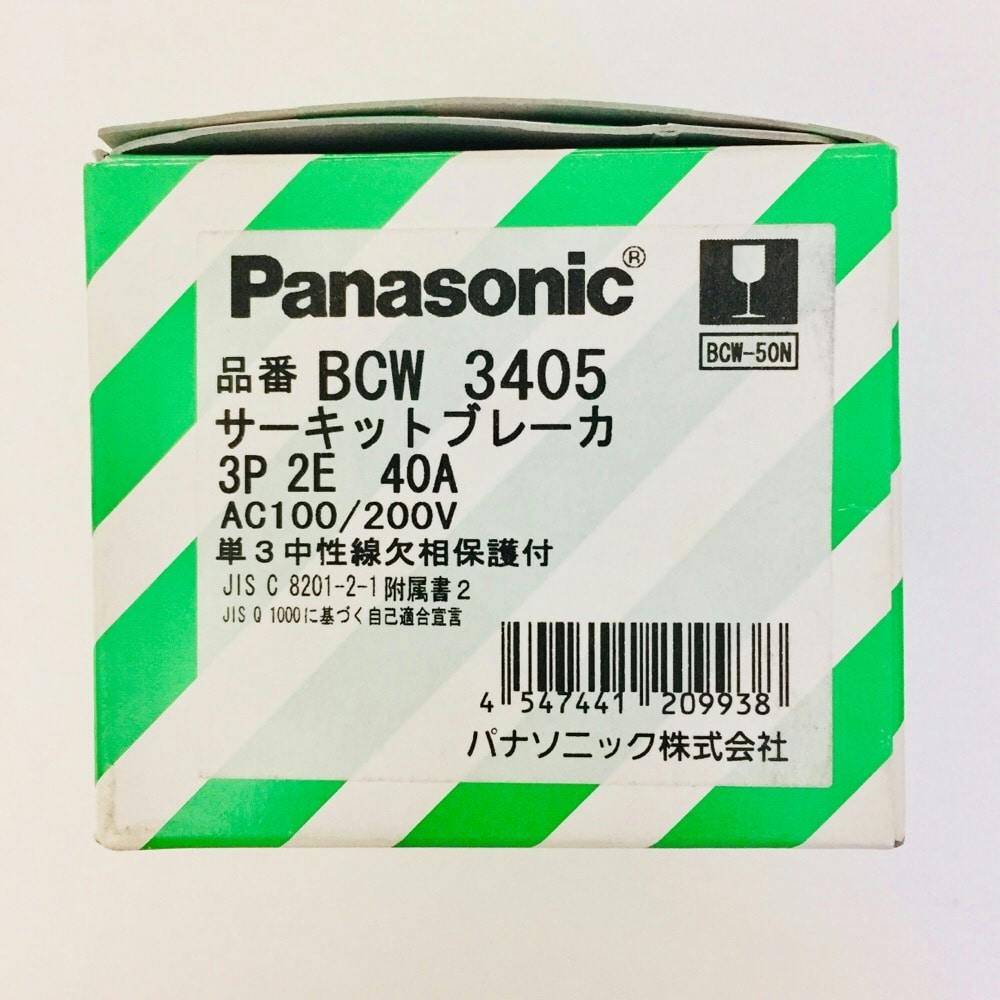 Panasonic®
BCW-50N
品番 BCW 3405
サーキットブレーカ
3P 2E 40A
AC100/200V
単3中性線欠相保護付
JIS C 8201-2-1附属書2
JIS Q 1000に基づく自己適合宣言
4 547441 209938
パナソニック株式会社